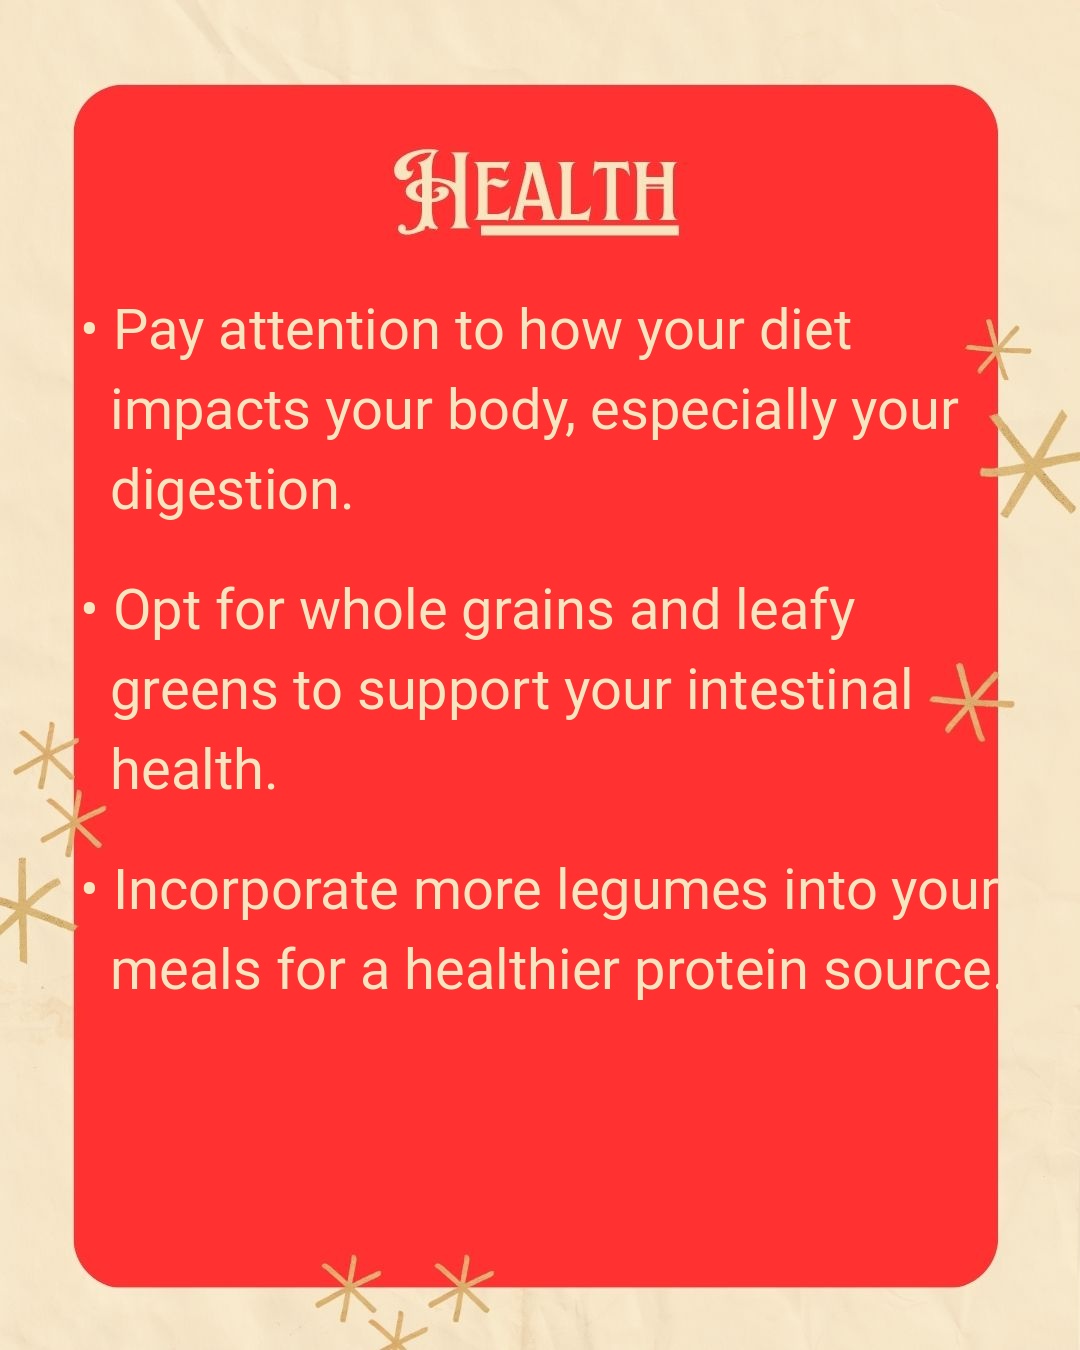 Health
• Pay attention to how your diet
impacts your body, especially your
digestion.
• Opt for whole grains and leafy
greens to support your intestinal
health.
• Incorporate more legumes into your
meals for a healthier protein source.